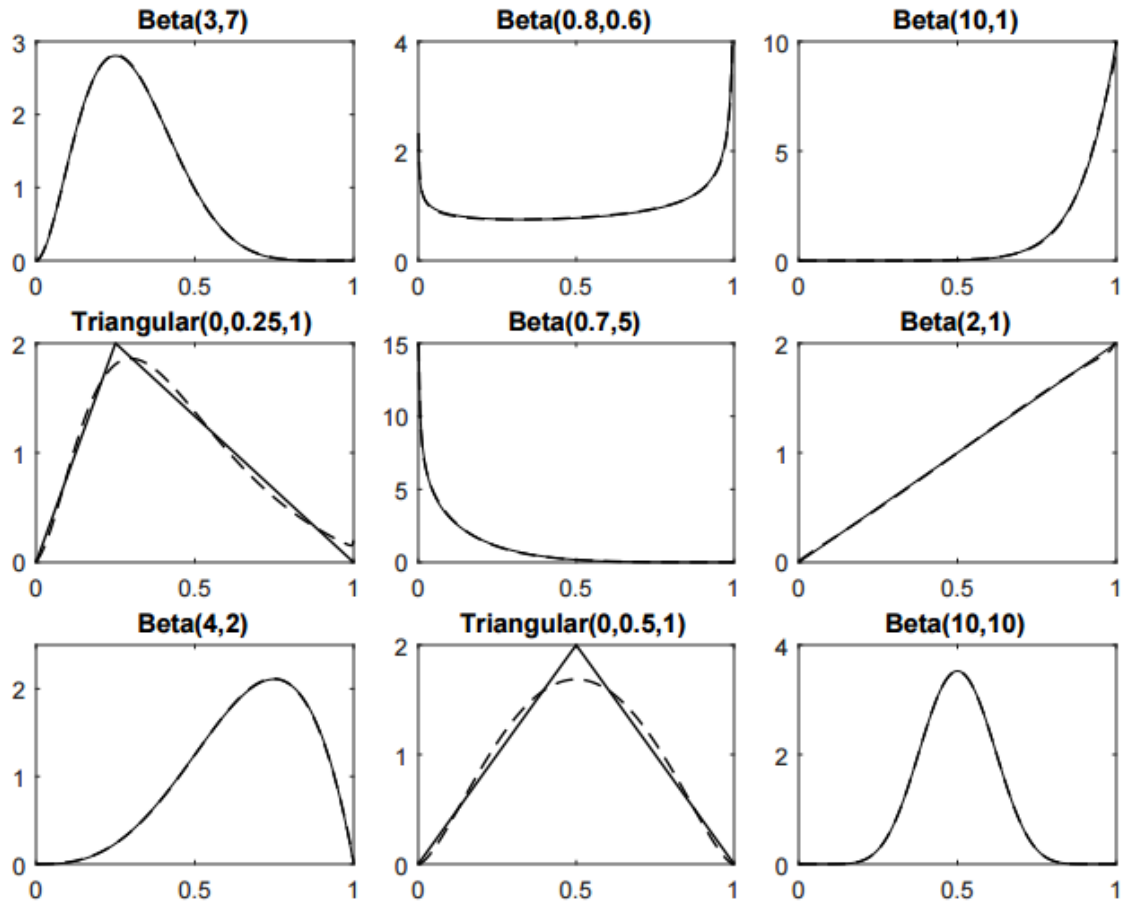 Beta(3,7) Beta(0.8,0.6) Beta(10,1)
3 4 10
2
2 5
1
0 0 0
0 0.5 1 0 0.5 1 0 0.5 1
Triangular(0,0.25,1) Beta(0.7,5) Beta(2,1)
2 15 2
10
1 1
5
0 0 0
0 0.5 1 0 0.5 1 0 0.5 1
Beta(4,2) Triangular(0,0.5,1) Beta(10,10)
2 4
2
1 2
1
0 0 0
0 0.5 1 0 0.5 1 0 0.5 1